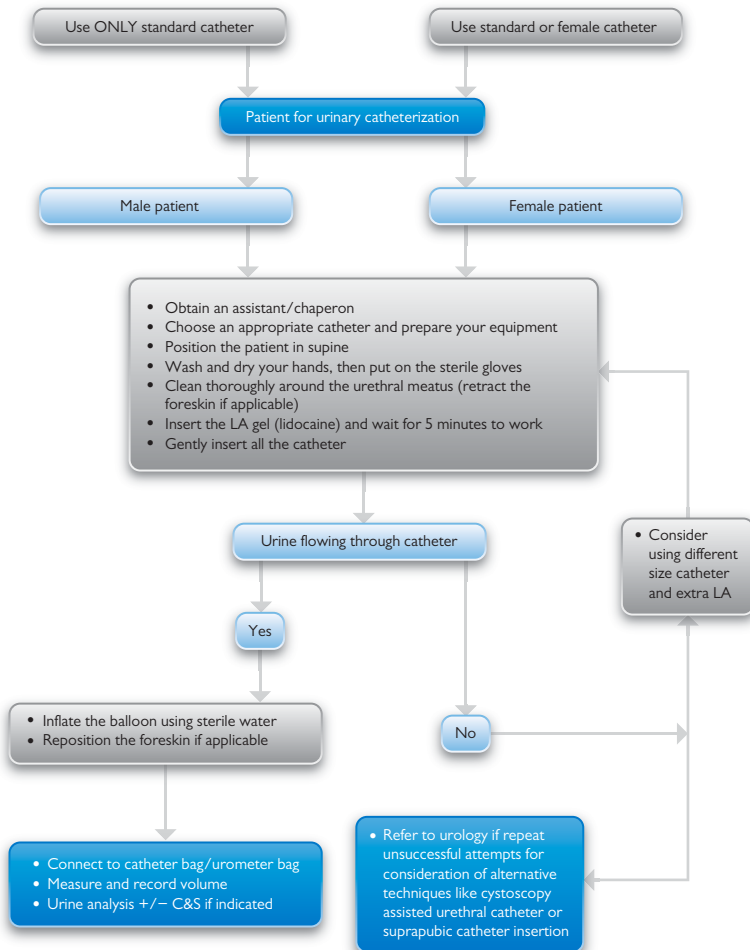 Use ONLY standard catheter
Use standard or female catheter
Patient for urinary catheterization
Male patient
Female patient
• Obtain an assistant/chaperon
• Choose an appropriate catheter and prepare your equipment
• Position the patient in supine
• Wash and dry your hands, then put on the sterile gloves
• Clean thoroughly around the urethral meatus (retract the
foreskin if applicable)
• Insert the LA gel (lidocaine) and wait for 5 minutes to work
• Gently insert all the catheter
Urine flowing through catheter
• Consider
using different
size catheter
and extra LA
Yes
• Inflate the balloon using sterile water
• Reposition the foreskin if applicable
No
• Connect to catheter bag/urometer bag
• Measure and record volume
• Urine analysis +/− C&S if indicated
• Refer to urology if repeat
unsuccessful attempts for
consideration of alternative
techniques like cystoscopy
assisted urethral catheter or
suprapubic catheter insertion